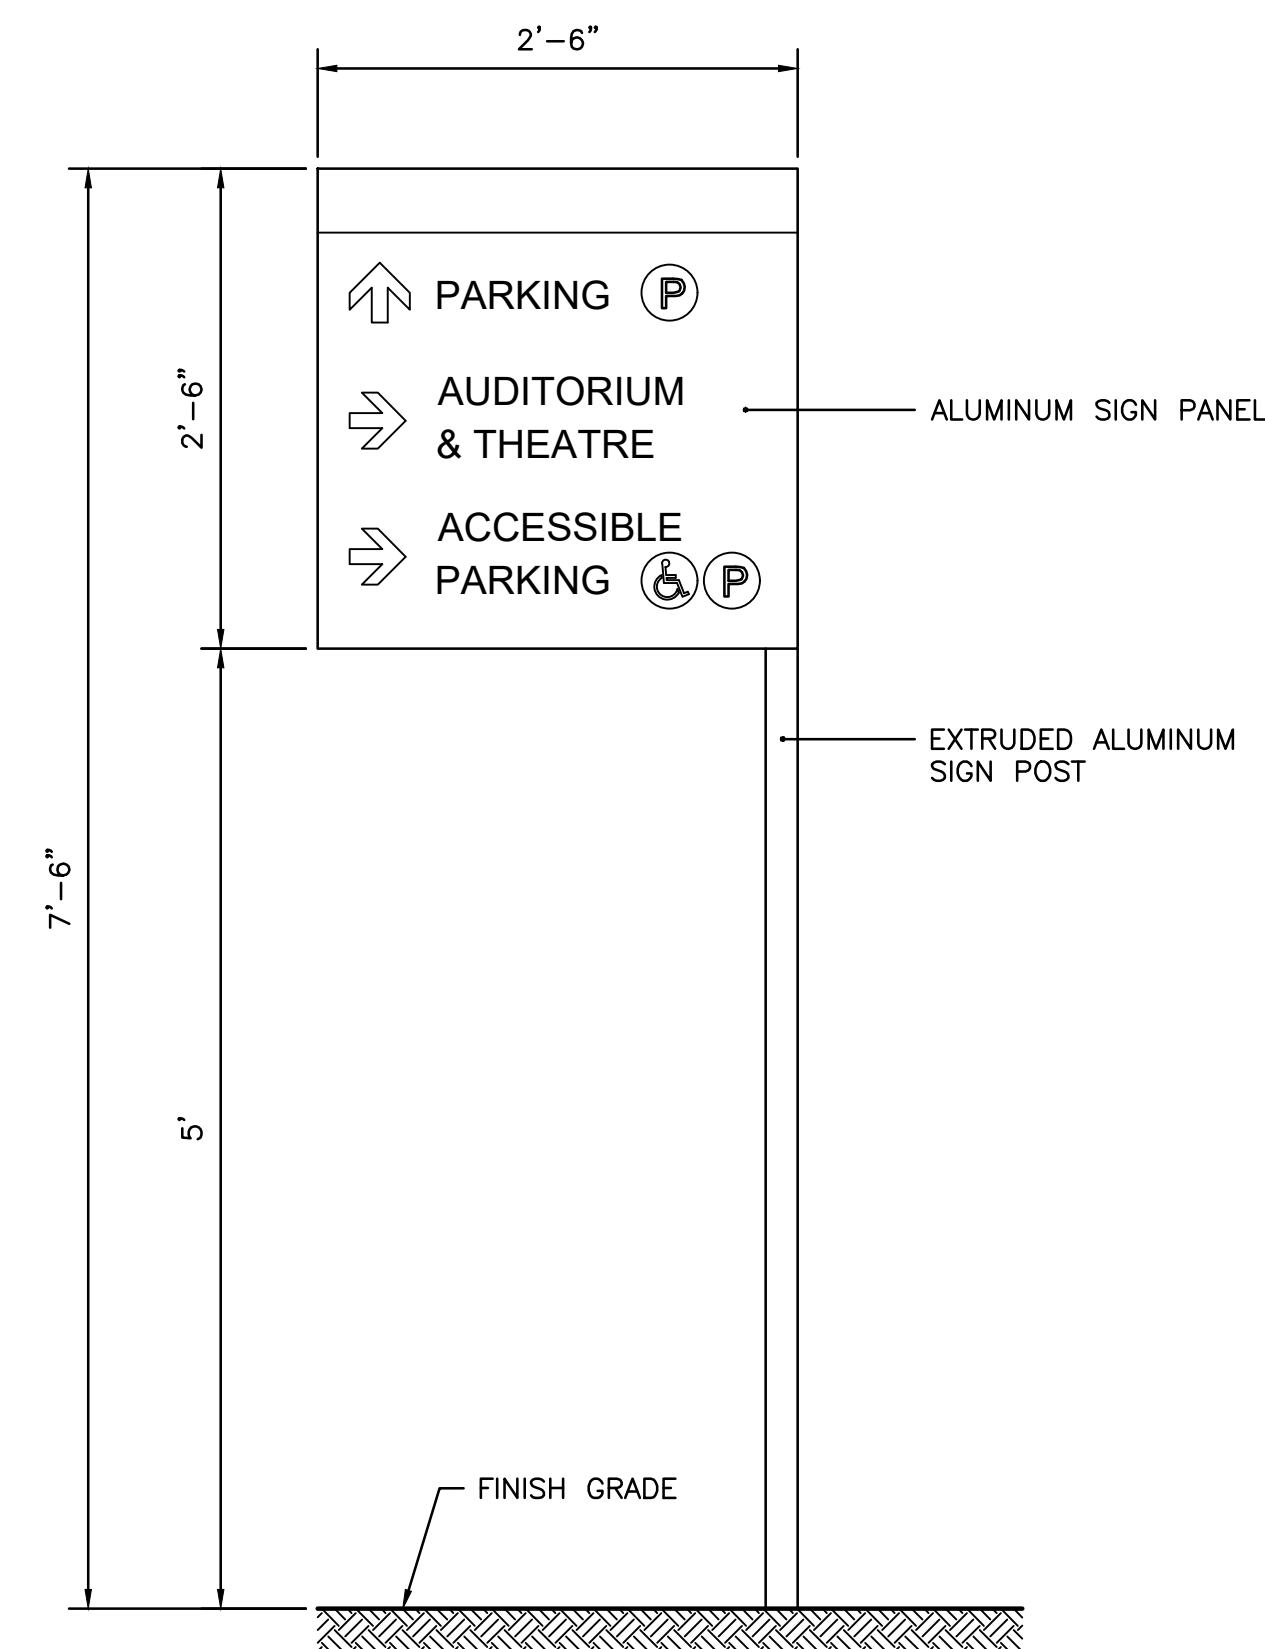 2'-6"
PARKING P
AUDITORIUM
& THEATRE
ACCESSIBLE
PARKING P
2'-6"
ALUMINUM SIGN PANEL
EXTRUDED ALUMINUM
SIGN POST
7'-6"
5'
FINISH GRADE